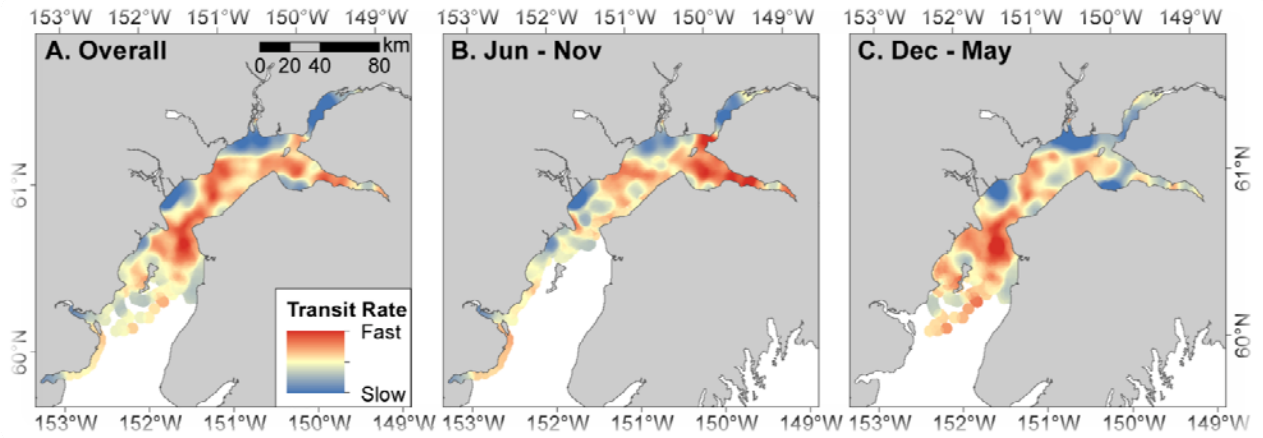 153°W 152°W 151°W 150°W 149°W
153°W 152°W 151°W 150°W 149°W
153°W 152°W 151°W 150°W 149°W
A. Overall
km
0 20 40 80
B. Jun - Nov
C. Dec - May
61°N
61°N
Transit Rate
Fast
Slow
60°N
60°N
153°W 152°W 151°W 150°W 149°W
153°W 152°W 151°W 150°W 149°W
153°W 152°W 151°W 150°W 149°W